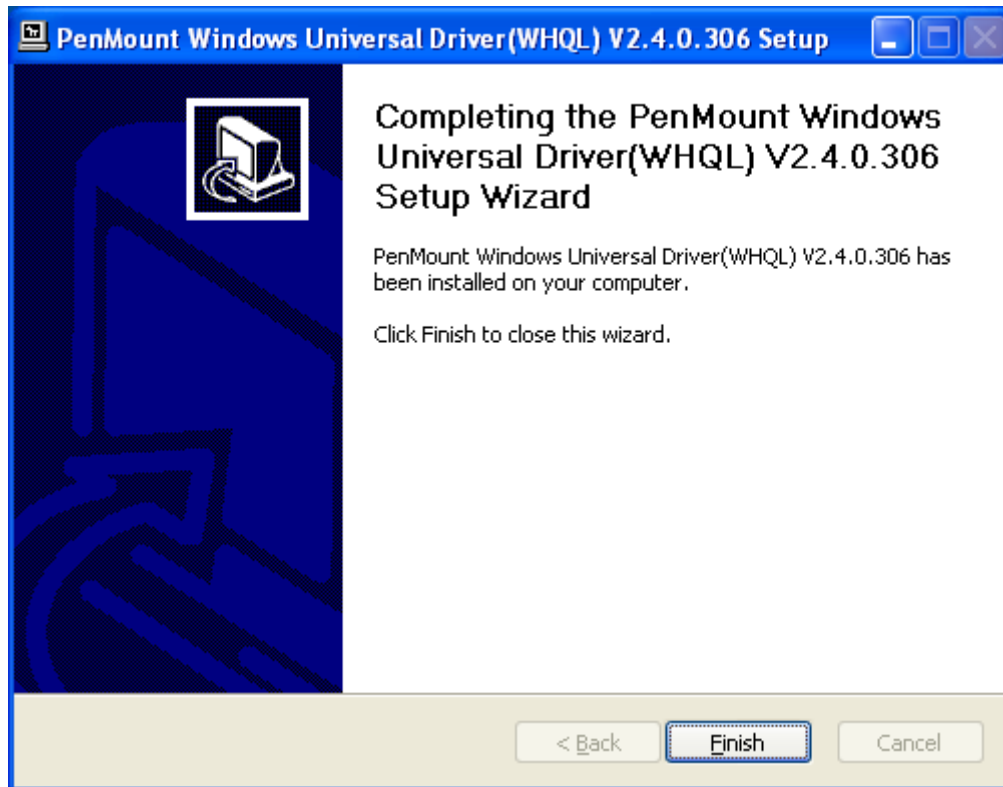 PenMount Windows Universal Driver(WHQL) V2.4.0.306 Setup
Completing the PenMount Windows
Universal Driver(WHQL) V2.4.0.306
Setup Wizard
PenMount Windows Universal Driver(WHQL) V2.4.0.306 has
been installed on your computer.
Click Finish to close this wizard.
< Back Finish Cancel